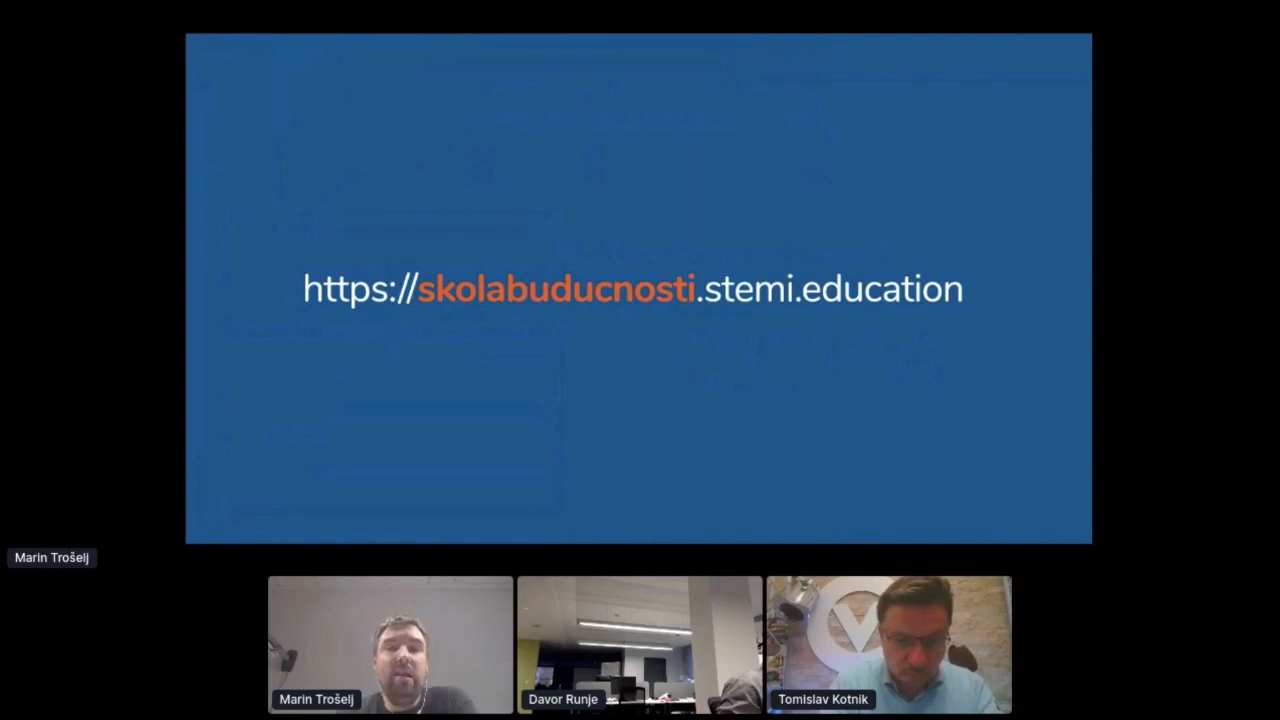 https://skolabuducnosti.stemi.education
Marin Trošelj
Marin Trošelj
Davor Runje
Tomislav Kotnik